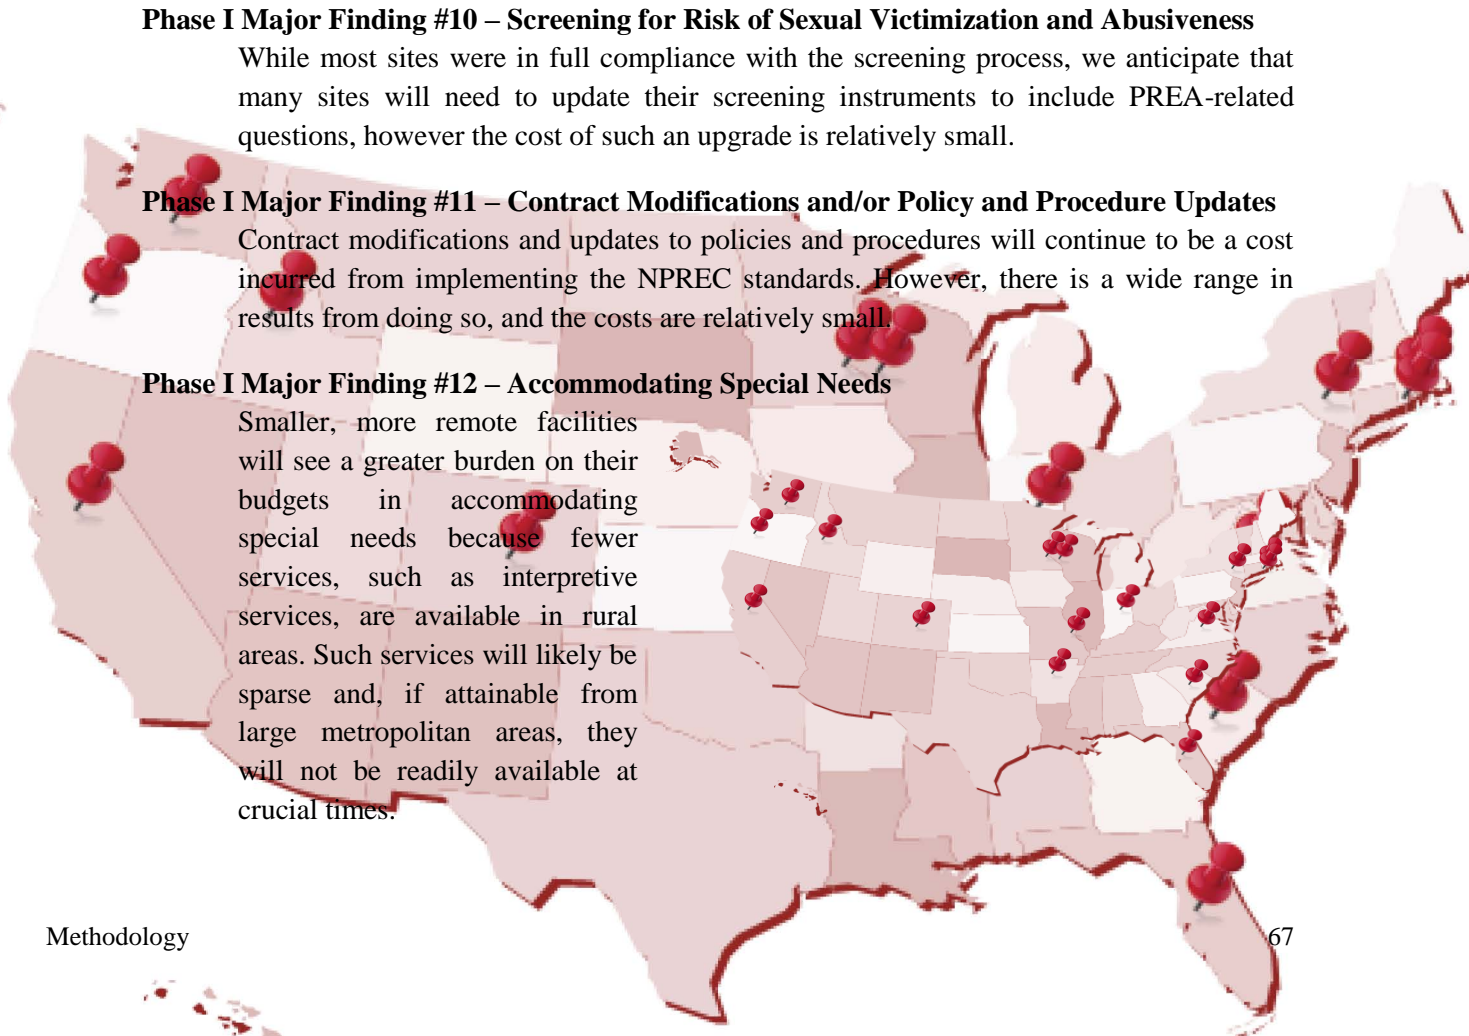 Phase I Major Finding #10 – Screening for Risk of Sexual Victimization and Abusiveness
While most sites were in full compliance with the screening process, we anticipate that
many sites will need to update their screening instruments to include PREA-related
questions, however the cost of such an upgrade is relatively small.
Phase I Major Finding #11 – Contract Modifications and/or Policy and Procedure Updates
Contract modifications and updates to policies and procedures will continue to be a cost
incurred from implementing the NPREC standards. However, there is a wide range in
results from doing so, and the costs are relatively small.
Phase I Major Finding #12 – Accommodating Special Needs
Smaller, more remote facilities
will see a greater burden on their
budgets in accommodating
special needs because fewer
services, such as interpretive
services, are available in rural
areas. Such services will likely be
sparse and, if attainable from
large metropolitan areas, they
will not be readily available at
crucial times.
Methodology 67